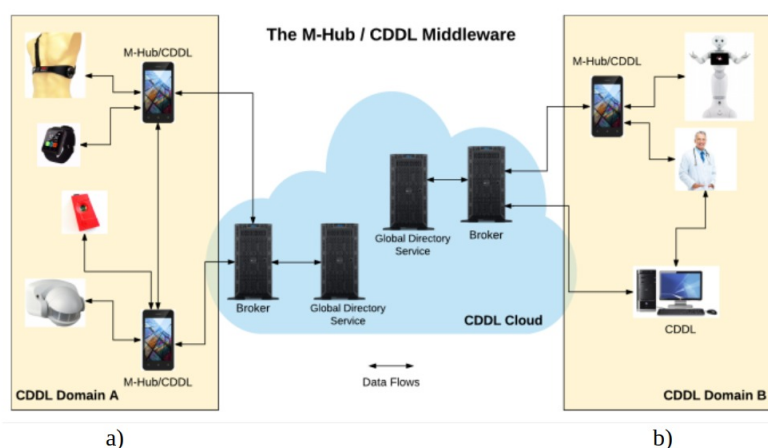 The M-Hub / CDDL Middleware
M-Hub/CDDL
M-Hub/CDDL
Global Directory
Service
Broker
Broker
Global Directory
Service
CDDL Cloud
CDDL
M-Hub/CDDL
Data Flows
CDDL Domain A
CDDL Domain B
a)
b)